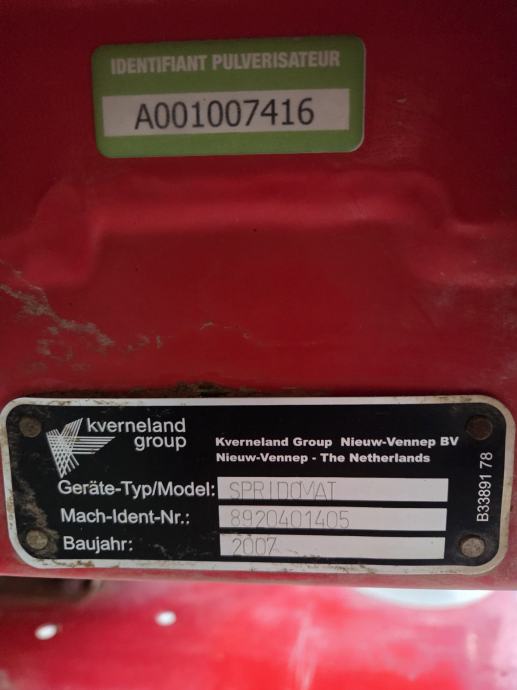 IDENTIFIANT PULVERISATEUR
A001007416
kverneland
group
Kverneland Group Nieuw-Vennep BV
Nieuw-Vennep - The Netherlands
Geräte-Typ/Model: SPRIDOMAT
Mach-Ident-Nr.: 8920401405
Baujahr: 2007
B33891 78